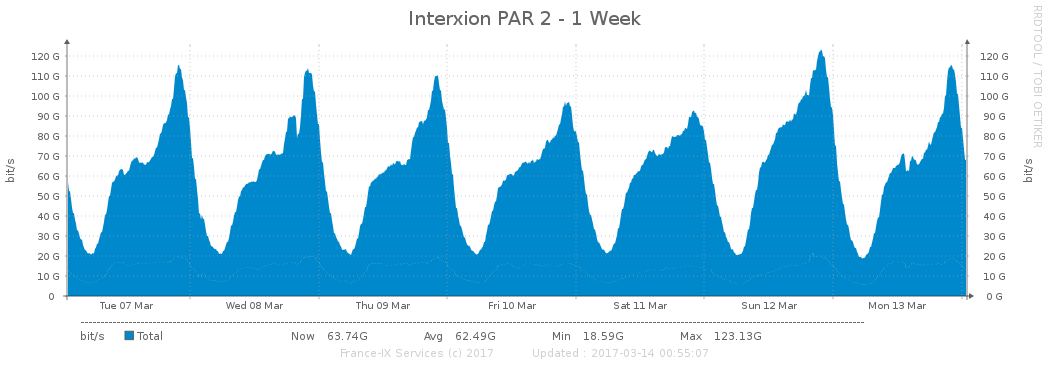 Interxion PAR 2 - 1 Week
RRDTOOL / TOBI OETIKER
bit/s
120 G 120 G
110 G 110 G
100 G 100 G
90 G 90 G
80 G 80 G
70 G 70 G
60 G 60 G
50 G 50 G
40 G 40 G
30 G 30 G
20 G 20 G
10 G 10 G
0 0 G
bit/s
Tue 07 Mar Wed 08 Mar Thu 09 Mar Fri 10 Mar Sat 11 Mar Sun 12 Mar Mon 13 Mar
bit/s Total Now 63.74G Avg 62.49G Min 18.59G Max 123.13G
France-IX Services (c) 2017 Updated : 2017-03-14 00:55:07